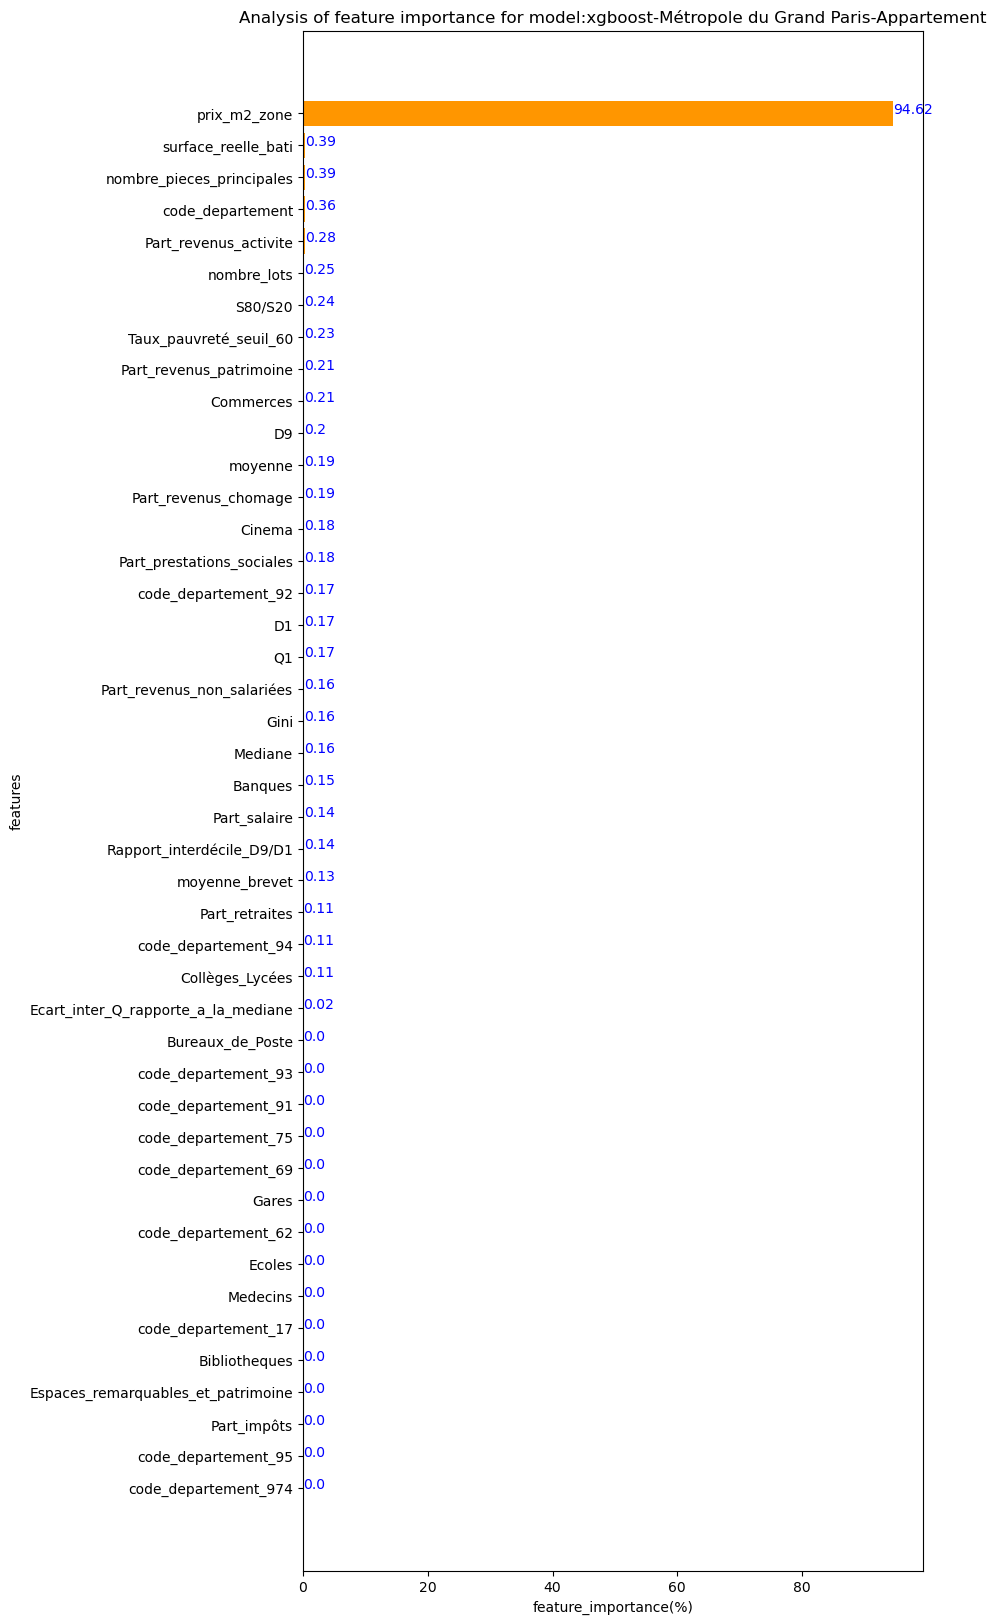 Analysis of feature importance for model:xgboost-Métropole du Grand Paris-Appartement
prix_m2_zone 94.62
surface_reelle_bati 0.39
nombre_pieces_principales 0.39
code_departement 0.36
Part_revenus_activite 0.28
nombre_lots 0.25
S80/S20 0.24
Taux_pauvreté_seuil_60 0.23
Part_revenus_patrimoine 0.21
Commerces 0.21
D9 0.2
moyenne 0.19
Part_revenus_chomage 0.19
Cinema 0.18
Part_prestations_sociales 0.18
code_departement_92 0.17
D1 0.17
Q1 0.17
Part_revenus_non_salariées 0.16
Gini 0.16
Mediane 0.16
Banques 0.15
Part_salaire 0.14
Rapport_interdécile_D9/D1 0.14
moyenne_brevet 0.13
Part_retraites 0.11
code_departement_94 0.11
Collèges_Lycées 0.11
Ecart_inter_Q_rapporte_a_la_mediane 0.02
Bureaux_de_Poste 0.0
code_departement_93 0.0
code_departement_91 0.0
code_departement_75 0.0
code_departement_69 0.0
Gares 0.0
code_departement_62 0.0
Ecoles 0.0
Medecins 0.0
code_departement_17 0.0
Bibliotheques 0.0
Espaces_remarquables_et_patrimoine 0.0
Part_impôts 0.0
code_departement_95 0.0
code_departement_974 0.0
features
0 20 40 60 80
feature_importance(%)